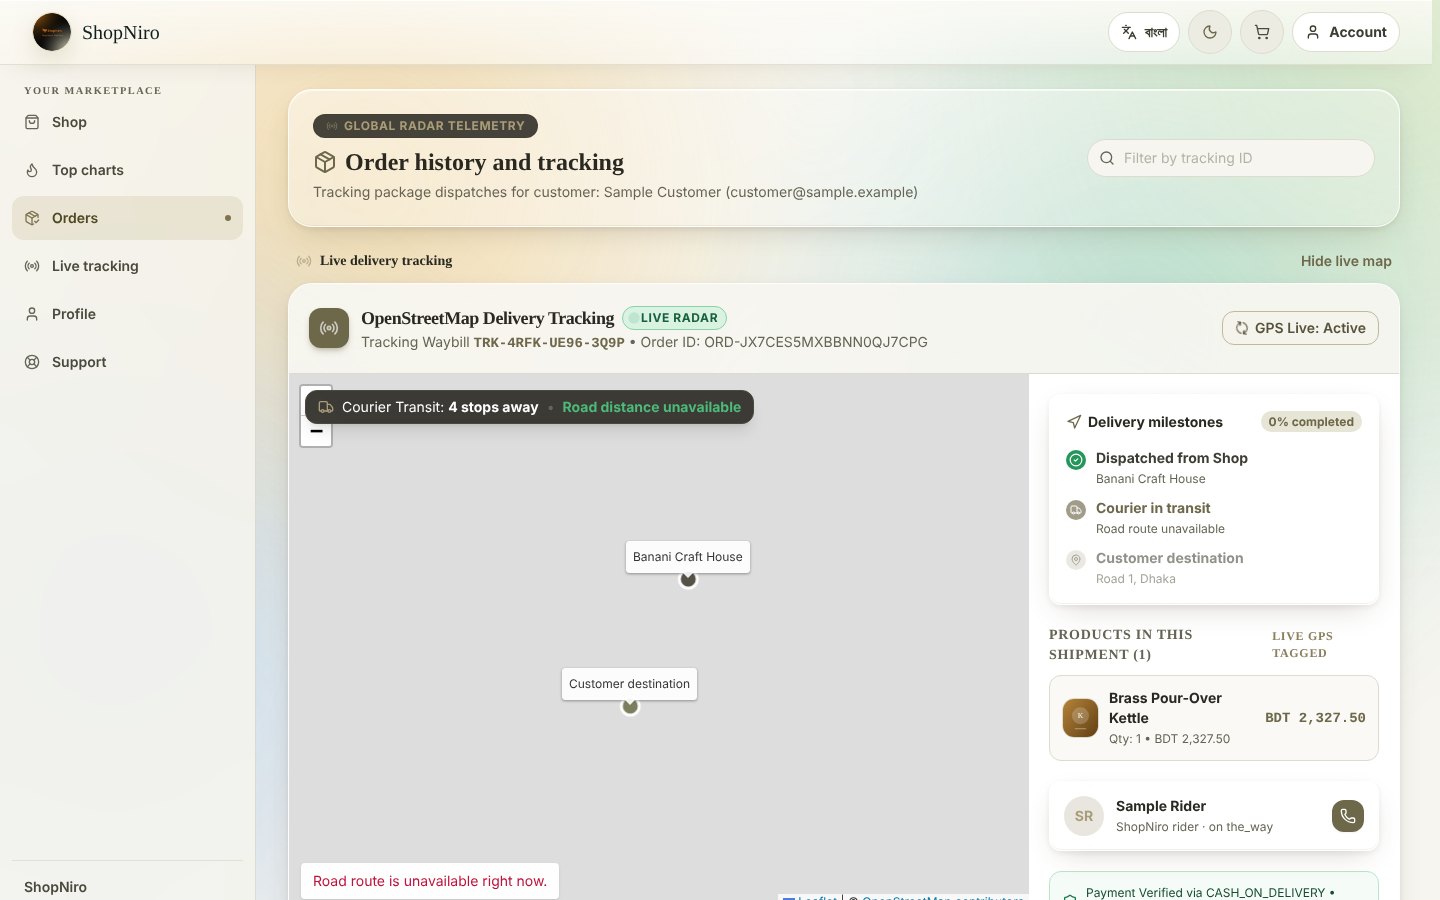 ShopNiro
বাংলা
Account
YOUR MARKETPLACE
Shop
Top charts
Orders
Live tracking
Profile
Support
ShopNiro
GLOBAL RADAR TELEMETRY
Order history and tracking
Tracking package dispatches for customer: Sample Customer (customer@sample.example)
Filter by tracking ID
Live delivery tracking
Hide live map
OpenStreetMap Delivery Tracking
LIVE RADAR
Tracking Waybill TRK-4RFK-UE96-3Q9P • Order ID: ORD-JX7CES5MXBBNN0QJ7CPG
GPS Live: Active
Courier Transit: 4 stops away • Road distance unavailable
−
Banani Craft House
Customer destination
Road route is unavailable right now.
Leaflet | © OpenStreetMap contributors
Delivery milestones
0% completed
Dispatched from Shop
Banani Craft House
Courier in transit
Road route unavailable
Customer destination
Road 1, Dhaka
PRODUCTS IN THIS
SHIPMENT (1)
LIVE GPS
TAGGED
K
Brass Pour-Over
Kettle
Qty: 1 • BDT 2,327.50
BDT 2,327.50
SR
Sample Rider
ShopNiro rider · on the_way
Payment Verified via CASH_ON_DELIVERY •